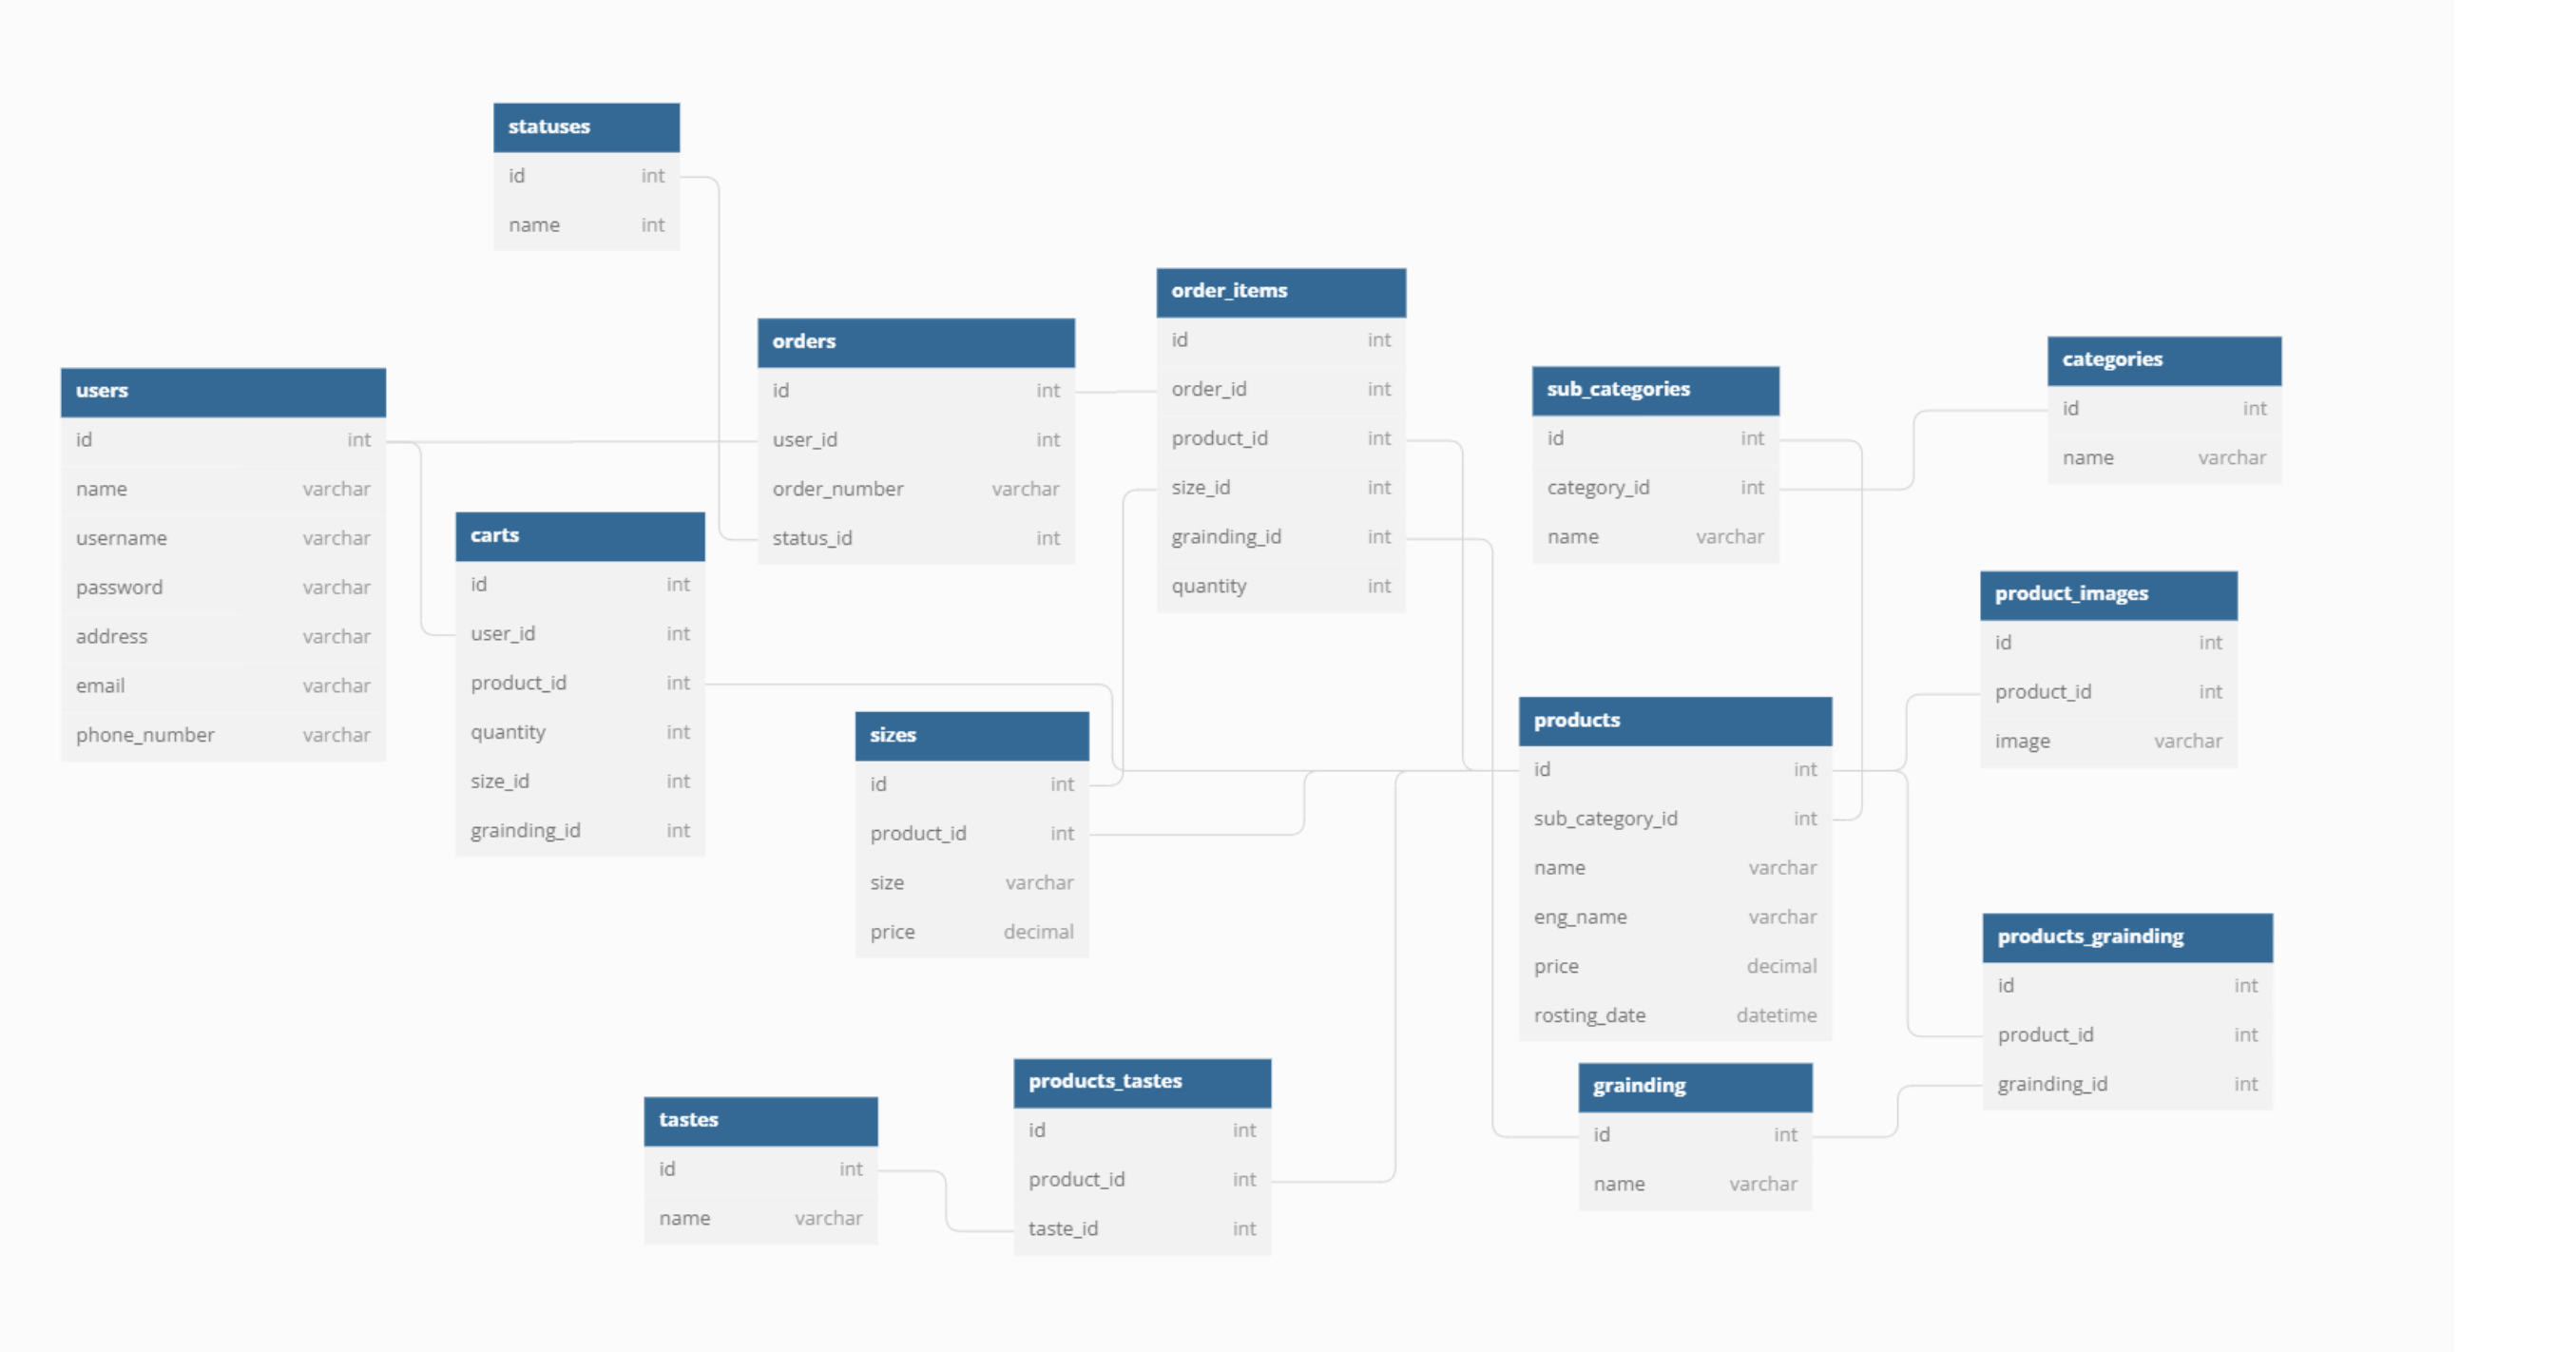 statuses
id int
name int
order_items
id int
order_id int
product_id int
size_id int
grainding_id int
quantity int
orders
id int
user_id int
order_number varchar
status_id int
categories
id int
name varchar
sub_categories
id int
category_id int
name varchar
users
id int
name varchar
username varchar
password varchar
address varchar
email varchar
phone_number varchar
carts
id int
user_id int
product_id int
quantity int
size_id int
grainding_id int
product_images
id int
product_id int
image varchar
products
id int
sub_category_id int
name varchar
eng_name varchar
price decimal
rosting_date datetime
sizes
id int
product_id int
size varchar
price decimal
products_grainding
id int
product_id int
grainding_id int
products_tastes
id int
product_id int
taste_id int
grainding
id int
name varchar
tastes
id int
name varchar